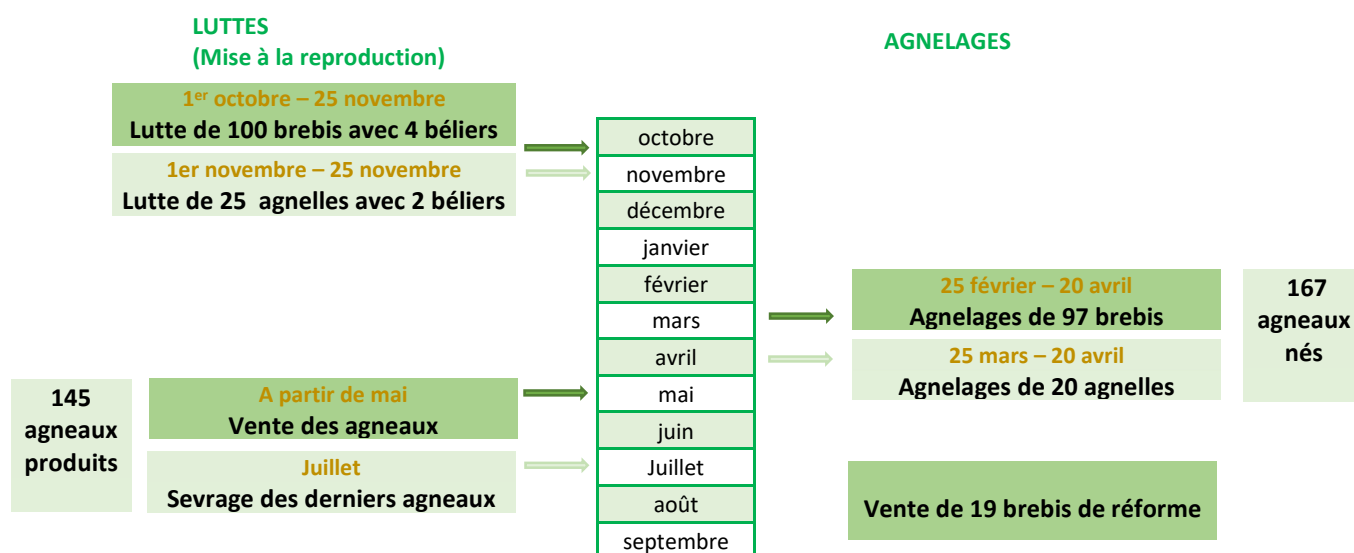 LUTTES
(Mise à la reproduction)
AGNELAGES
1er octobre – 25 novembre
Lutte de 100 brebis avec 4 béliers
1er novembre – 25 novembre
Lutte de 25 agnelles avec 2 béliers
octobre
novembre
décembre
janvier
février
mars
avril
mai
juin
Juillet
août
septembre
25 février – 20 avril
Agnelages de 97 brebis
25 mars – 20 avril
Agnelages de 20 agnelles
167
agneaux
nés
145
agneaux
produits
A partir de mai
Vente des agneaux
Juillet
Sevrage des derniers agneaux
Vente de 19 brebis de réforme